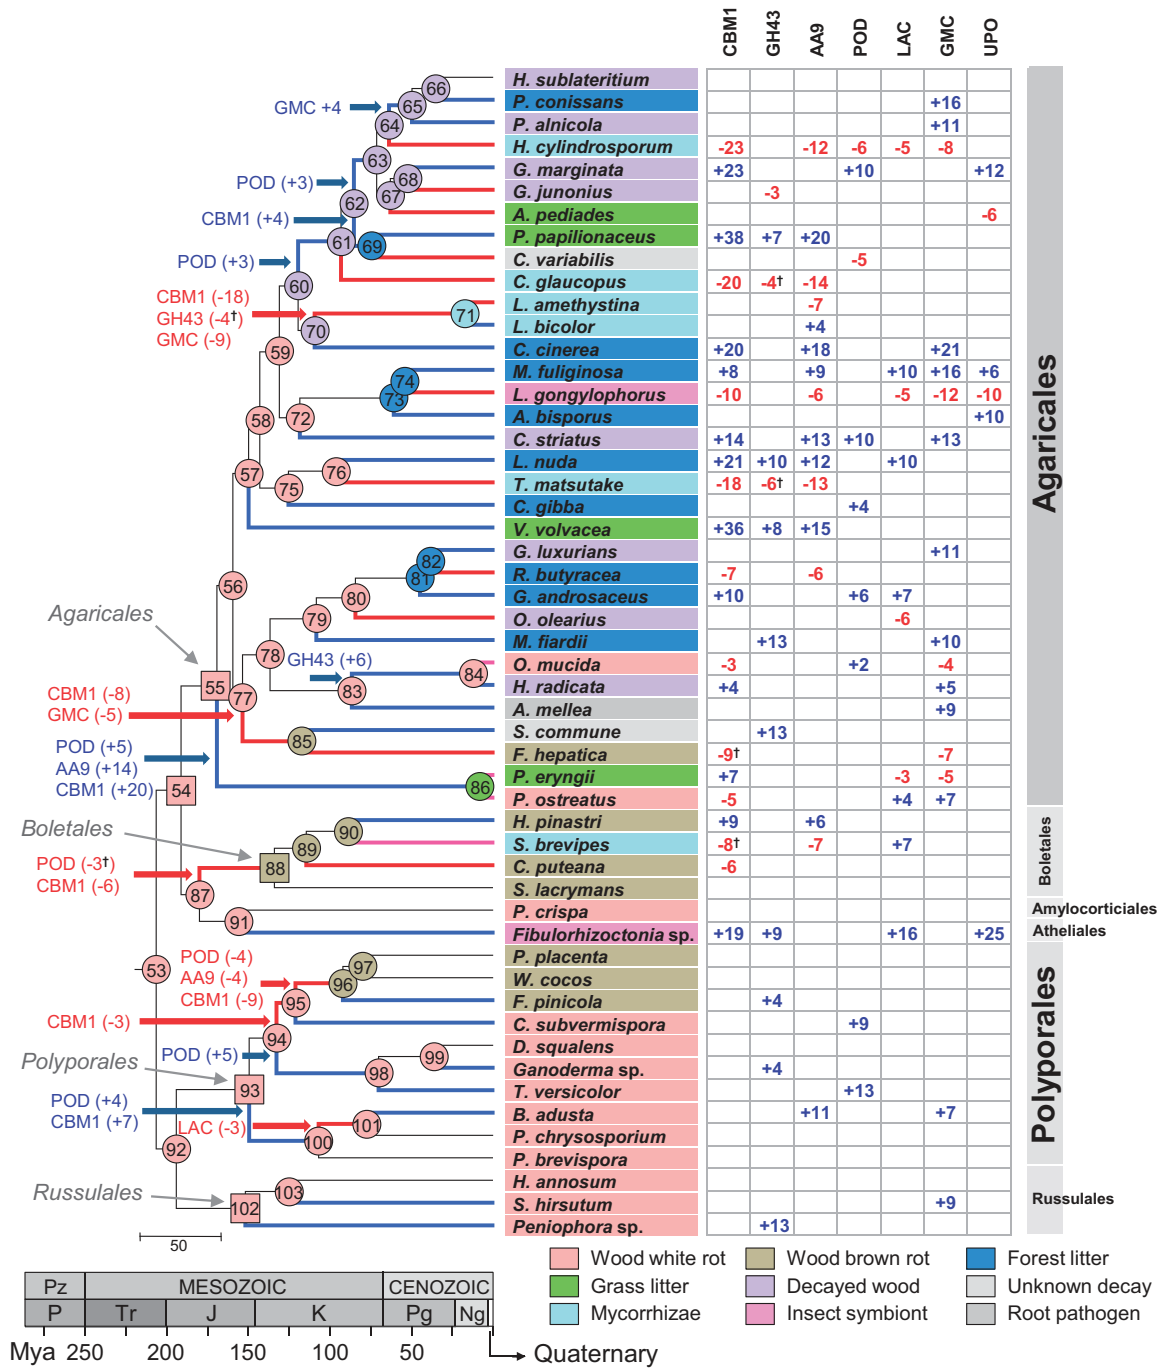 CBM1 GH43 AA9 POD LAC GMC UPO
H. sublateritium
P. conissans +16
P. alnicola +11
H. cylindrosporum -23 -12 -6 -5 -8
G. marginata +23 +10 +12
G. junonius -3
A. pediades -6
P. papilionaceus +38 +7 +20
C. variabilis -5
C. glaucopus -20 -4† -14
L. amethystina -7
L. bicolor +4
C. cinerea +20 +18 +21
M. fuliginosa +8 +9 +10 +16 +6
L. gongylophorus -10 -6 -5 -12 -10
A. bisporus +10
C. striatus +14 +13 +10 +13
L. nuda +21 +10 +12 +10
T. matsutake -18 -6† -13
C. gibba +4
V. volvacea +36 +8 +15
G. luxurians +11
R. butyracea -7 -6
G. androsaceus +10 +6 +7
O. olearius -6
M. fiardii +13 +10
O. mucida -3 +2 -4
H. radicata +4 +5
A. mellea +9
S. commune +13
F. hepatica -9† -7
P. eryngii +7 -3 -5
P. ostreatus -5 +4 +7
H. pinastri +9 +6
S. brevipes -8† -7 +7
C. puteana -6
S. lacrymans
P. crispa
Fibulorhizoctonia sp. +19 +9 +16 +25
P. placenta
W. cocos
F. pinicola +4
C. subvermispora +9
D. squalens
Ganoderma sp. +4
T. versicolor +13
B. adusta +11 +7
P. chrysosporium
P. brevispora
H. annosum
S. hirsutum +9
Peniophora sp. +13
Agaricales
Boletales
Amylocorticiales
Atheliales
Polyporales
Russulales
GMC +4
POD (+3)
CBM1 (+4)
POD (+3)
CBM1 (-18)
GH43 (-4†)
GMC (-9)
Agaricales
GH43 (+6)
CBM1 (-8)
GMC (-5)
POD (+5)
AA9 (+14)
CBM1 (+20)
Boletales
POD (-3†)
CBM1 (-6)
POD (-4)
AA9 (-4)
CBM1 (-9)
CBM1 (-3)
POD (+5)
Polyporales
POD (+4)
CBM1 (+7)
LAC (-3)
Russulales
66
65
64
63
68
67
62
61
69
60
71
70
59
74
73
72
58
76
57
75
82
81
56
80
79
78
84
55
77
83
85
86
54
90
89
88
87
91
53
97
96
95
94
99
98
93
101
100
92
103
102
50
Wood white rot
Wood brown rot
Forest litter
Grass litter
Decayed wood
Unknown decay
Mycorrhizae
Insect symbiont
Root pathogen
Pz MESOZOIC CENOZOIC
P Tr J K Pg Ng
Mya 250 200 150 100 50 Quaternary